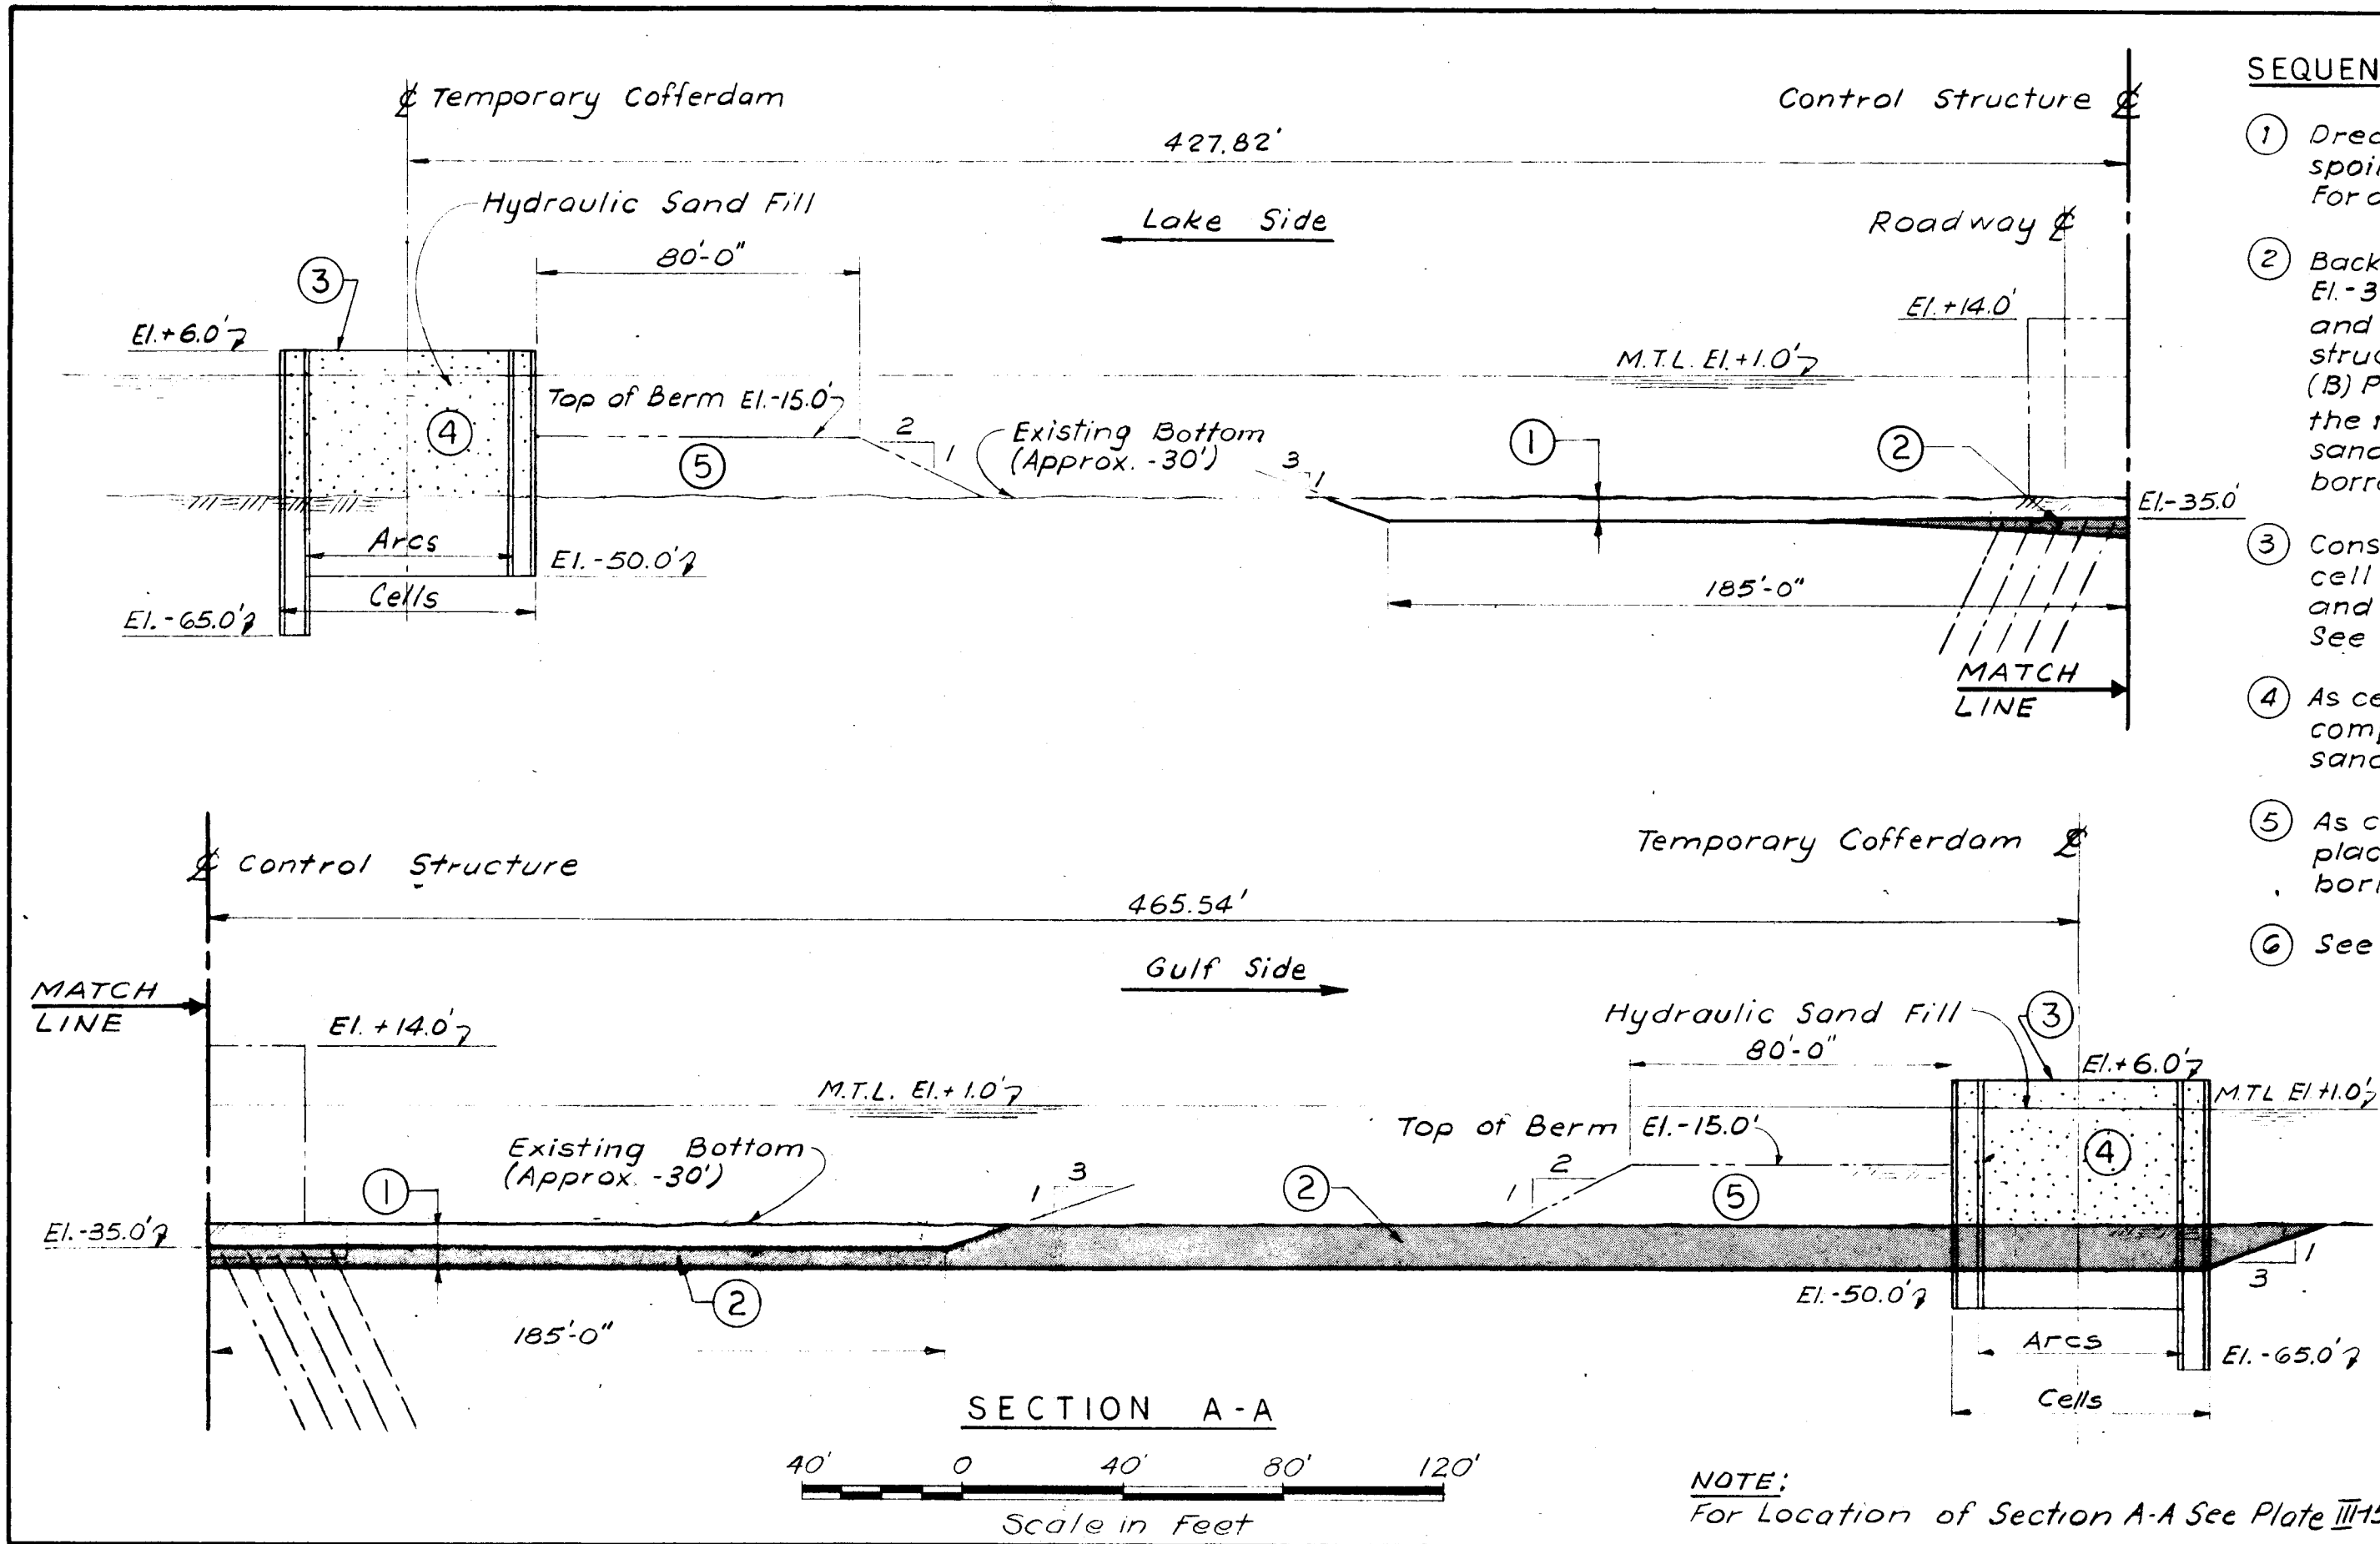 ℄ Temporary Cofferdam
Control Structure ℄
427.82'
Hydraulic Sand Fill
Lake Side
Roadway ℄
80'-0"
3
El.+6.0'
El.+14.0'
M.T.L. El.+1.0'
Top of Berm El.-15.0'
4
5
2
1
Existing Bottom
(Approx. -30')
3
1
1
2
El.-35.0'
Arcs
El.-50.0'
Cells
185'-0"
El.-65.0'
MATCH
LINE
SEQUEN
1
spoil
For
2
Back
El.-3
and
struc
(B) P
the
sand
borro
3
Cons
cell
and
See
4
As ce
comp
sand
5
As c
plac
6
See
℄ Control Structure
Temporary Cofferdam ℄
465.54'
Gulf Side
MATCH
LINE
El.+14.0'
Hydraulic Sand Fill
3
80'-0"
El.+6.0'
M.T.L. El.+1.0'
MTL El+1.0'
Top of Berm El.-15.0'
4
Existing Bottom
(Approx. -30')
1
1
3
2
2
1
5
El.-35.0'
2
El.-50.0'
1
3
185'-0"
Arcs
El.-65.0'
Cells
SECTION A-A
40' 0 40' 80' 120'
Scale in Feet
NOTE:
For Location of Section A-A See Plate III-15